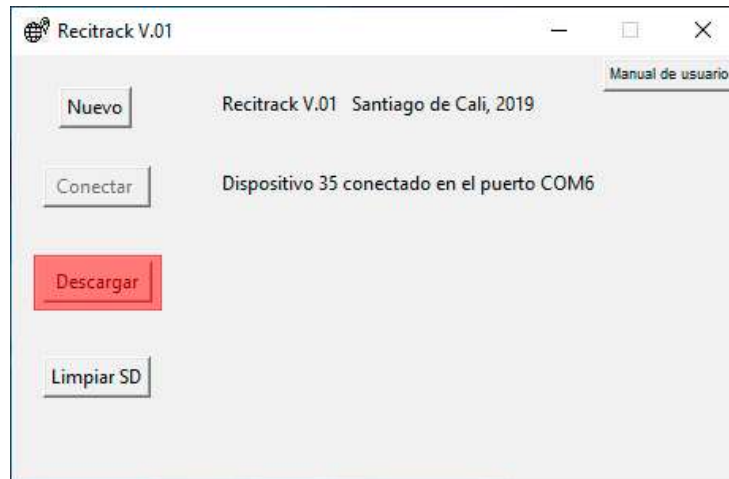 Recitrack V.01
Manual de usuario
Nuevo
Recitrack V.01   Santiago de Cali, 2019
Conectar
Dispositivo 35 conectado en el puerto COM6
Descargar
Limpiar SD